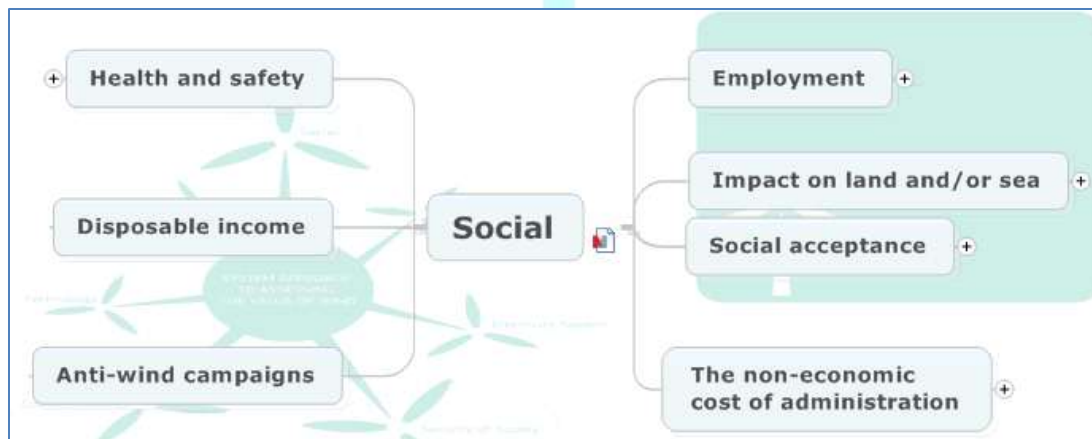 Health and safety
Employment
Impact on land and/or sea
Disposable income
Social
Social acceptance
Anti-wind campaigns
The non-economic
cost of administration